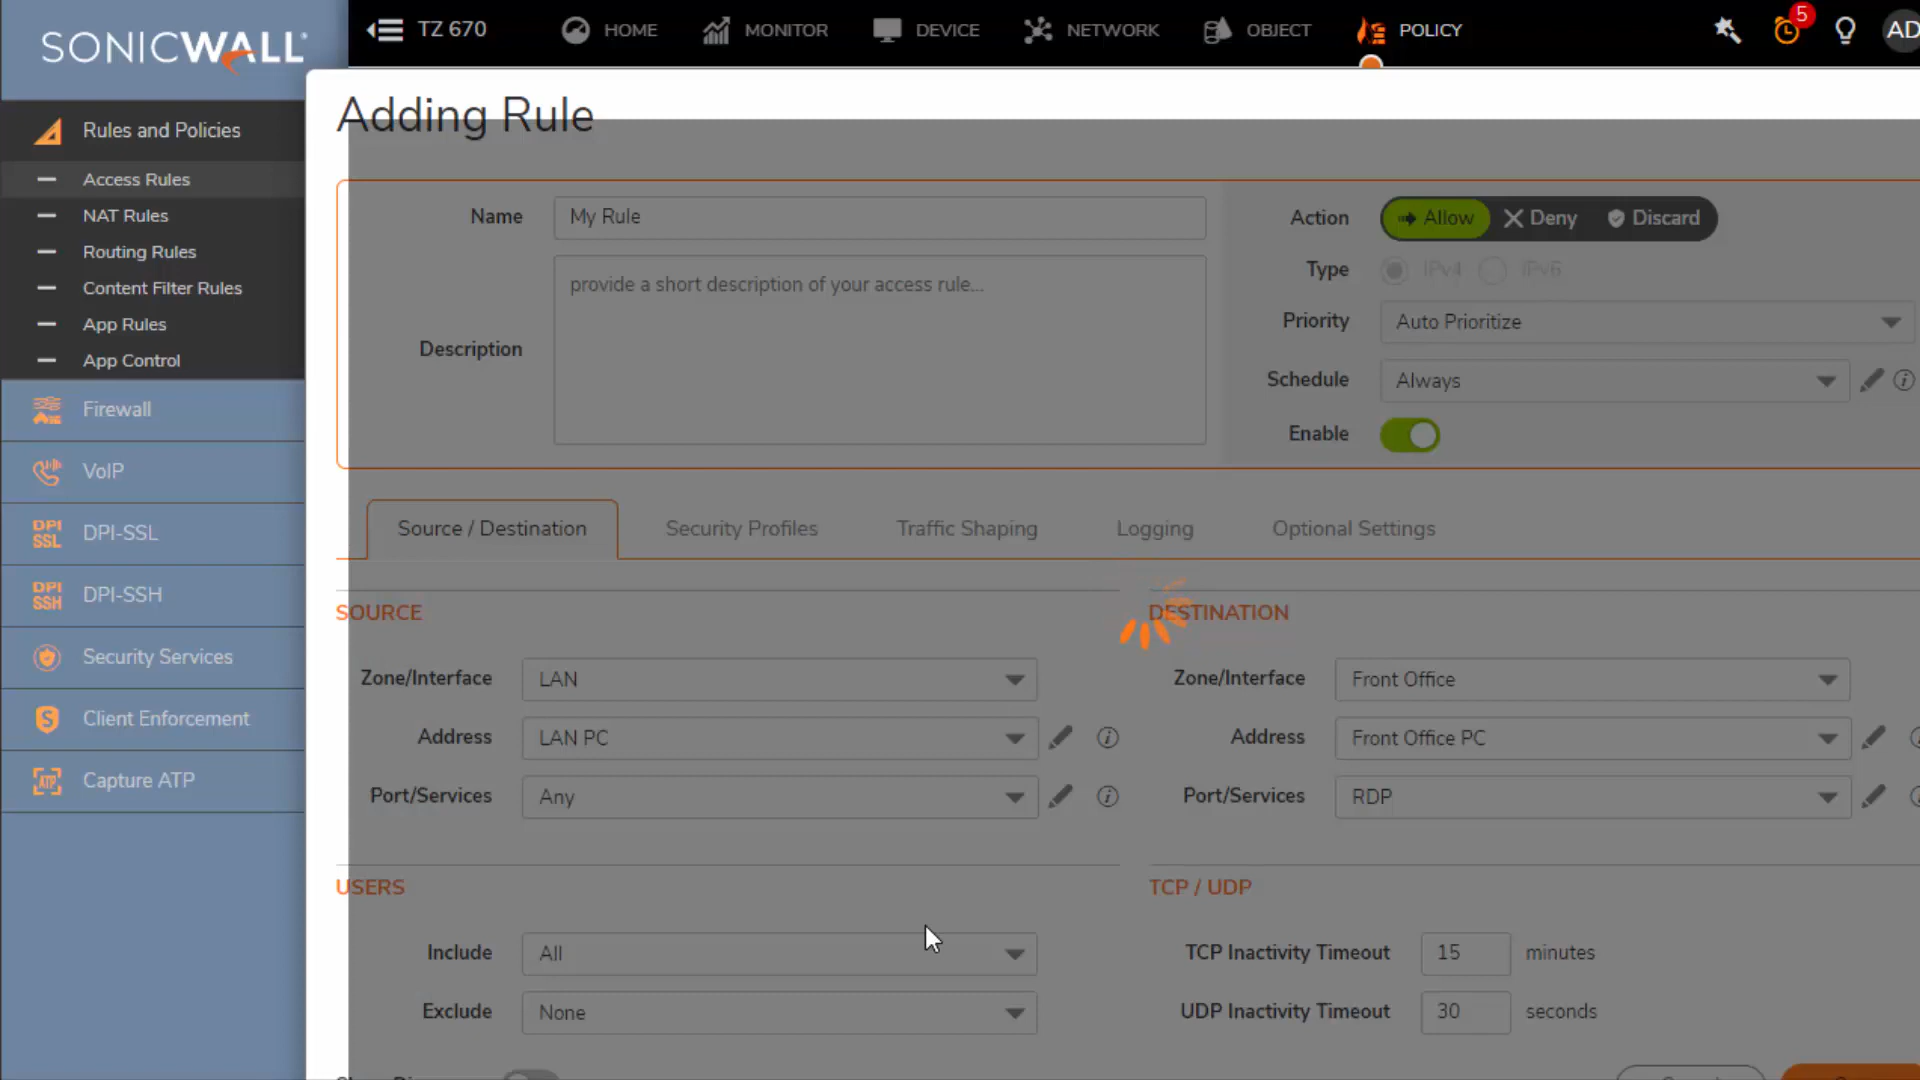 SONICWALL
TZ 670
HOME
MONITOR
DEVICE
NETWORK
OBJECT
POLICY
5
AD
Rules and Policies
Access Rules
NAT Rules
Routing Rules
Content Filter Rules
App Rules
App Control
Firewall
VoIP
DPI SSL
DPI-SSL
DPI SSH
DPI-SSH
Security Services
Client Enforcement
ATP
Capture ATP
Adding Rule
Name
My Rule
Description
provide a short description of your access rule...
Action
Allow
Deny
Discard
Type
IPv4
IPv6
Priority
Auto Prioritize
Schedule
Always
Enable
Source / Destination
Security Profiles
Traffic Shaping
Logging
Optional Settings
SOURCE
Zone/Interface
LAN
Address
LAN PC
Port/Services
Any
DESTINATION
Zone/Interface
Front Office
Address
Front Office PC
Port/Services
RDP
USERS
Include
All
Exclude
None
TCP / UDP
TCP Inactivity Timeout
15
minutes
UDP Inactivity Timeout
30
seconds